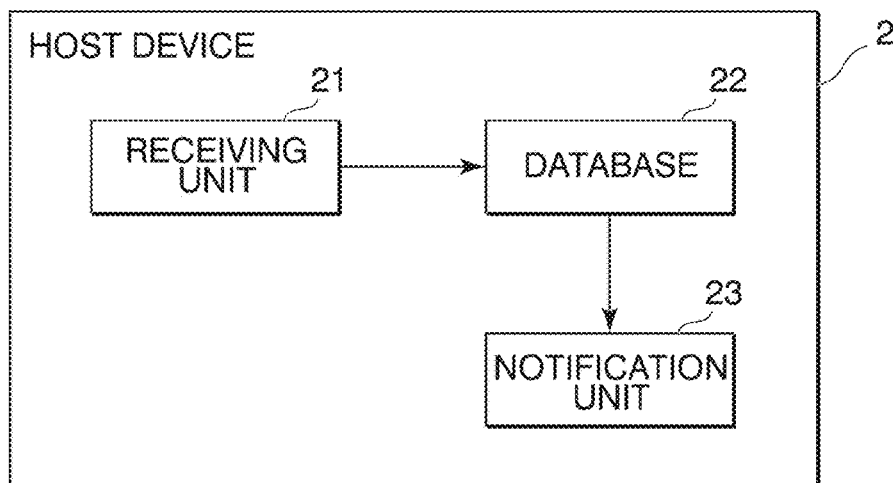 HOST DEVICE
2
21
22
RECEIVING
UNIT
DATABASE
23
NOTIFICATION
UNIT